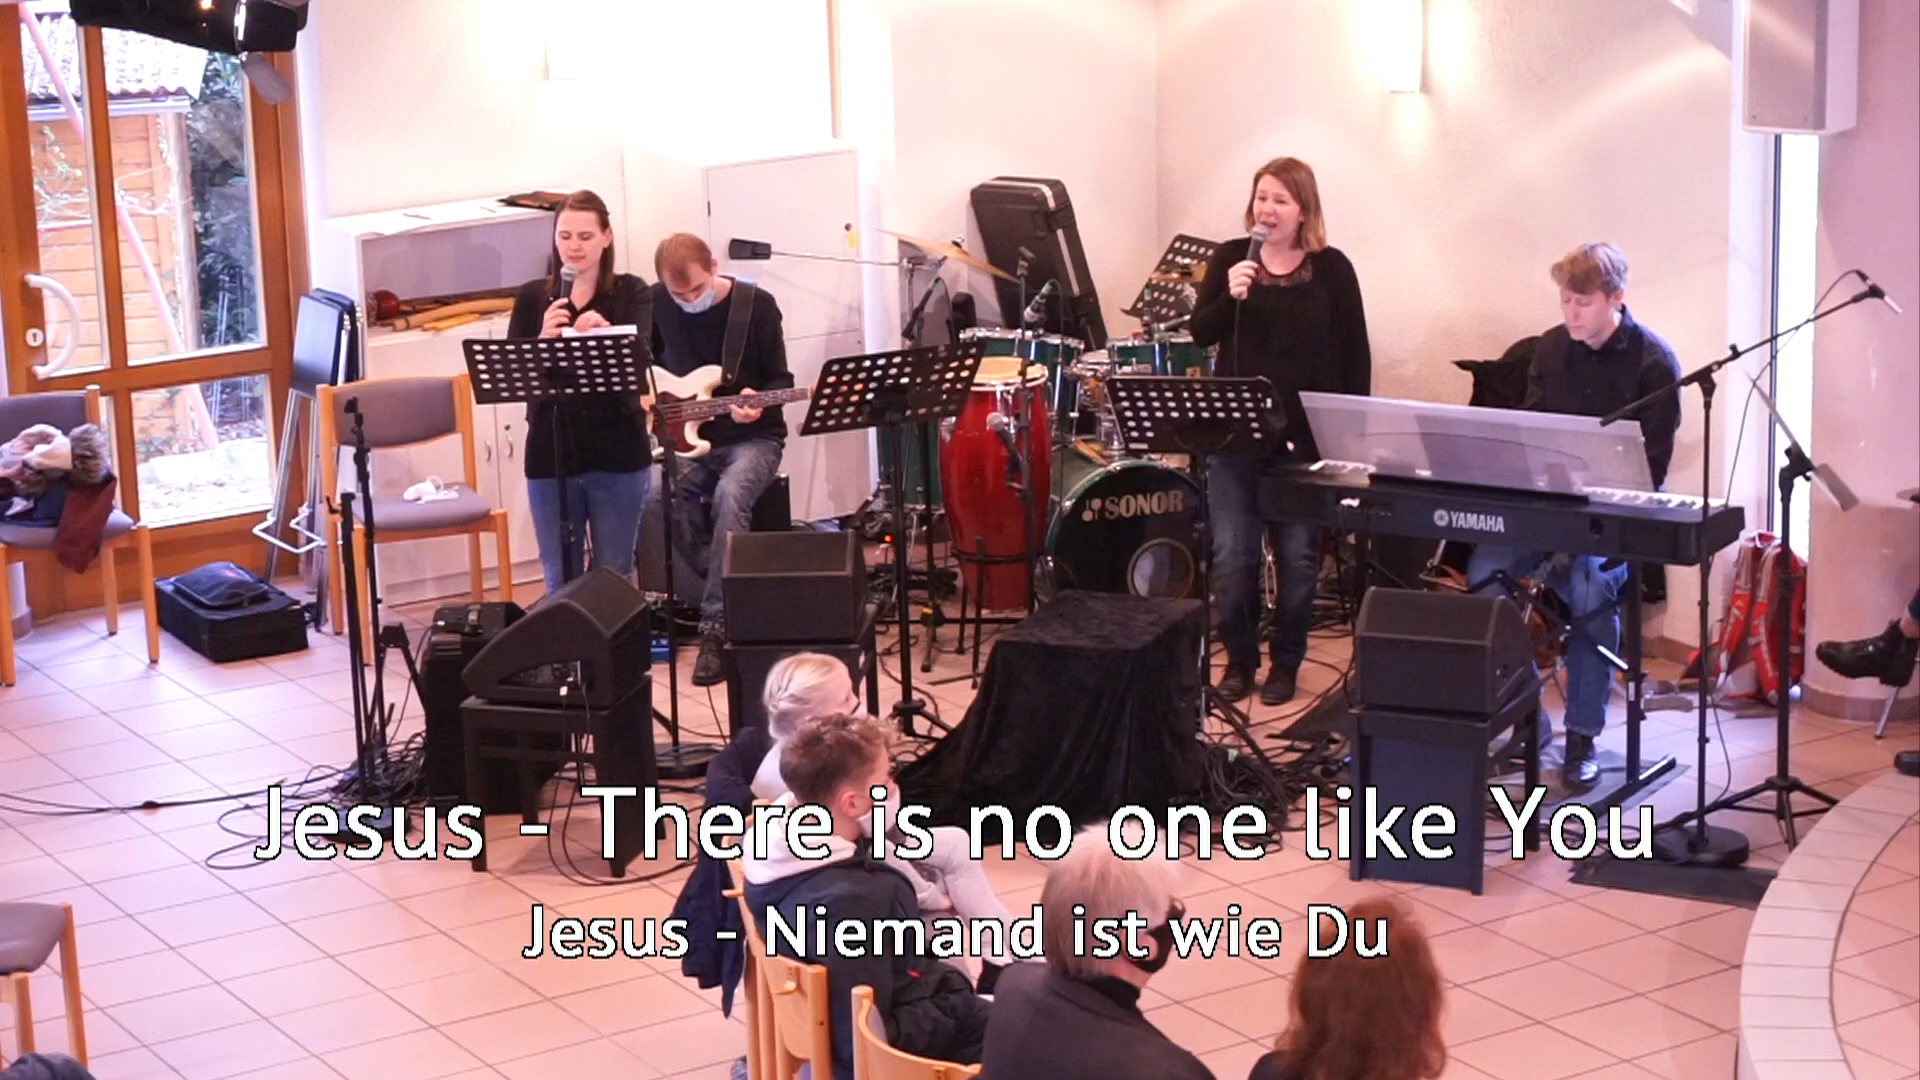 SONOR
YAMAHA
Jesus - There is no one like You
Jesus - Niemand ist wie Du